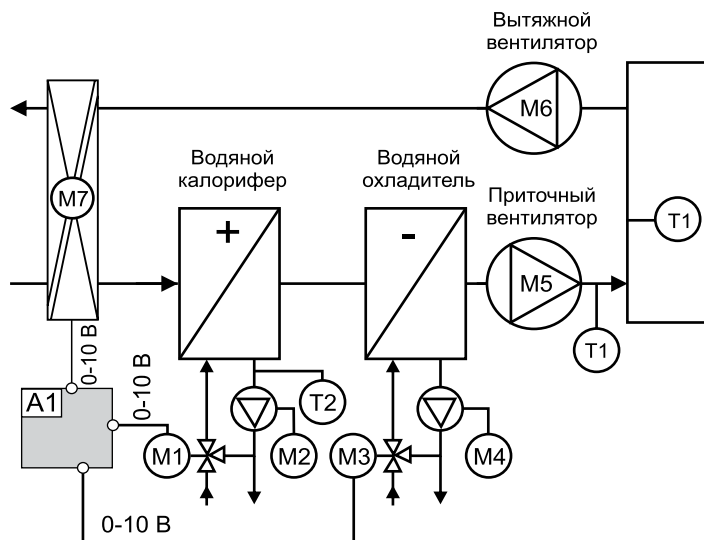 Вытяжной
вентилятор
M6
Водяной
калорифер
Водяной
охладитель
Приточный
вентилятор
M7
+
-
T1
M5
T1
0-10 В
A1
0-10 В
T2
M1
M2
M3
M4
0-10 В